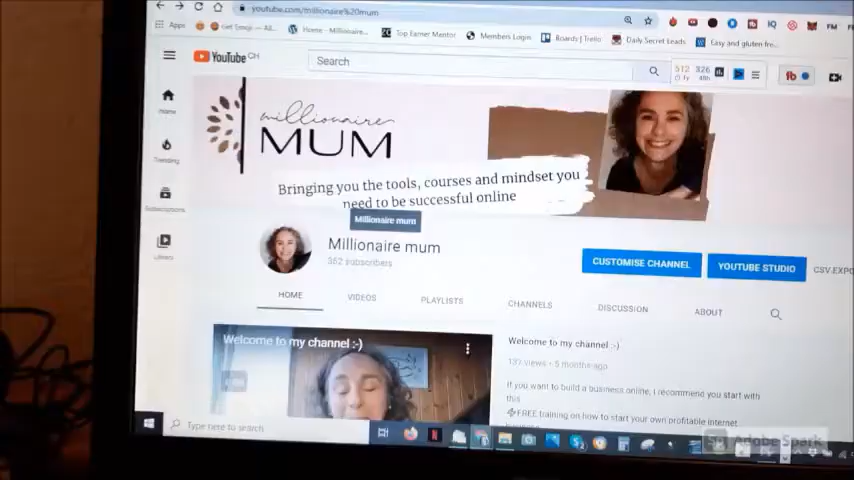 youtube.com/millionaire%20mum
Apps
Get Emoji — All...
Home - Millionaire...
Top Earner Mentor
Members Login
Boards | Trello
Daily Secret Leads
Easy and gluten fre...
IQ
FM
YouTube CH
Search
512 326
Home
Trending
Subscriptions
Library
millionaire
MUM
Bringing you the tools, courses and mindset you
need to be successful online
Millionaire mum
Millionaire mum
362 subscribers
CUSTOMISE CHANNEL
YOUTUBE STUDIO
CSV-EXPO
HOME
VIDEOS
PLAYLISTS
CHANNELS
DISCUSSION
ABOUT
Welcome to my channel :-)
Welcome to my channel :-)
137 views • 5 months ago
If you want to build a business online, I recommend you start with
this
FREE training on how to start your own profitable internet
Type here to search
Adobe Spark